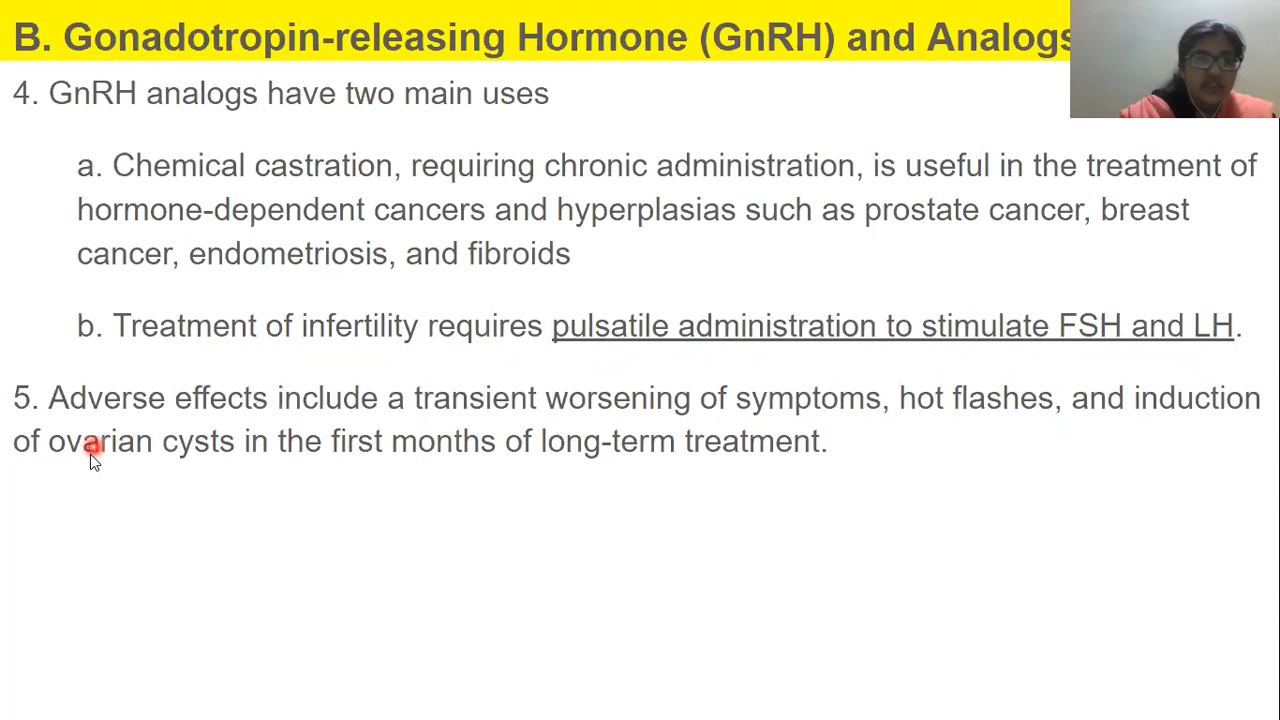 B. Gonadotropin-releasing Hormone (GnRH) and Analogs
4. GnRH analogs have two main uses
a. Chemical castration, requiring chronic administration, is useful in the treatment of
hormone-dependent cancers and hyperplasias such as prostate cancer, breast
cancer, endometriosis, and fibroids
b. Treatment of infertility requires pulsatile administration to stimulate FSH and LH.
5. Adverse effects include a transient worsening of symptoms, hot flashes, and induction
of ovarian cysts in the first months of long-term treatment.